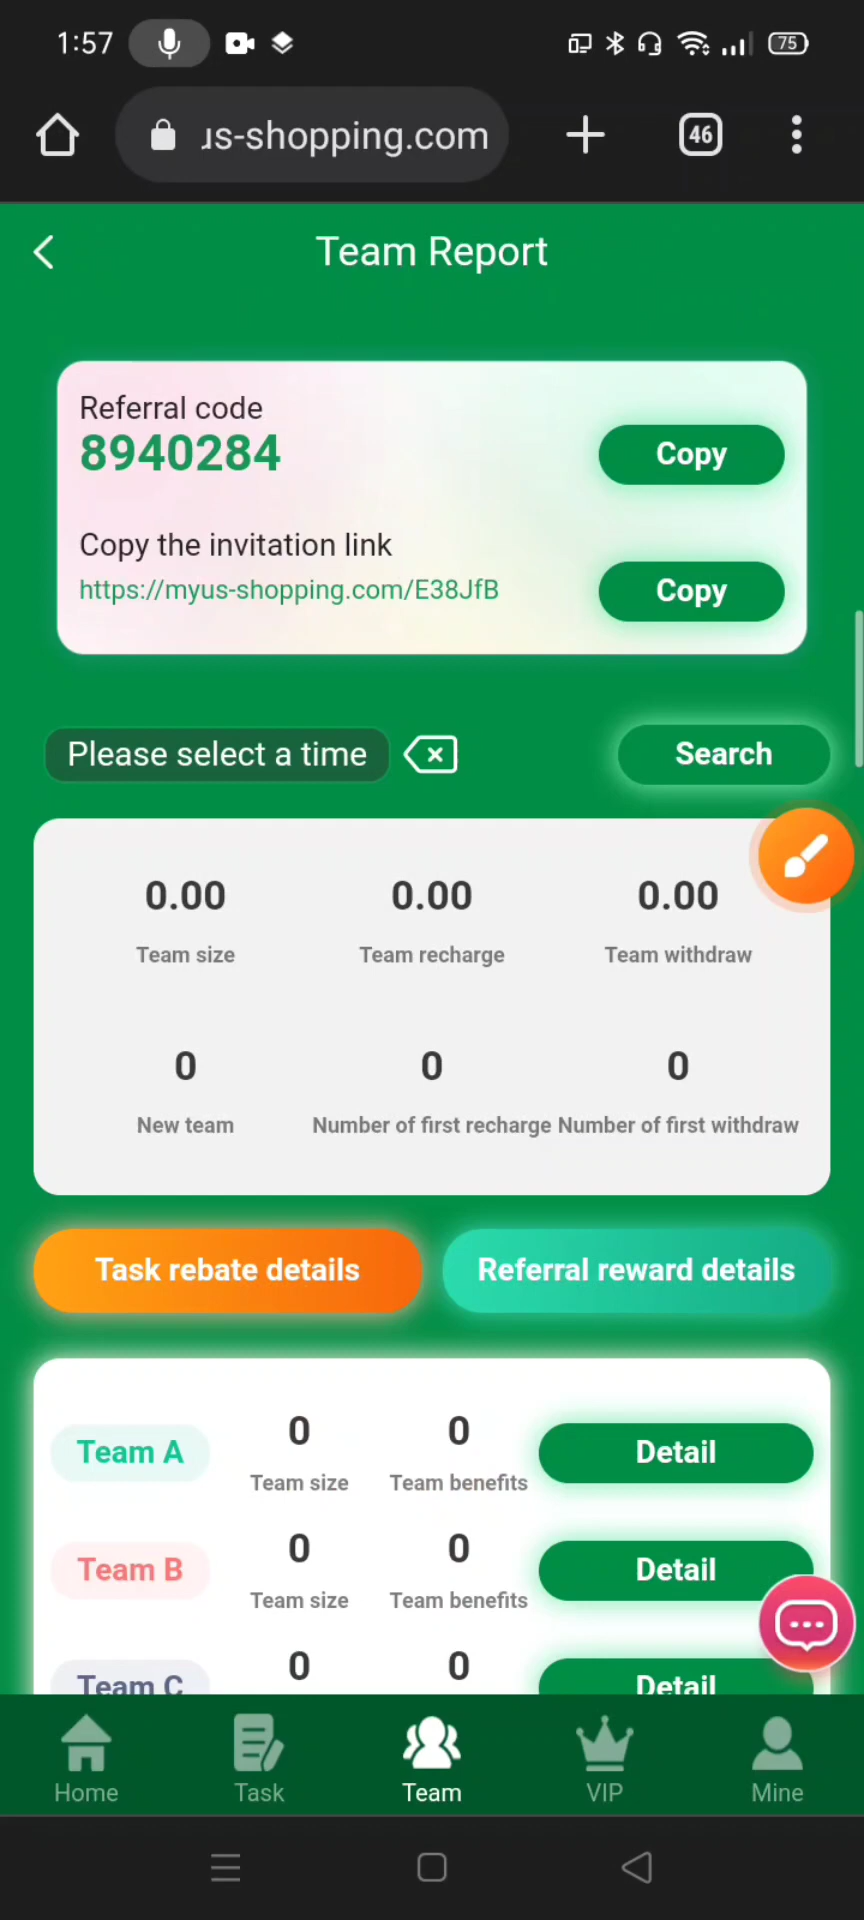 1:57
75
us-shopping.com
46
Team Report
Referral code
8940284
Copy
Copy the invitation link
https://myus-shopping.com/E38JfB
Copy
Please select a time
Search
0.00 0.00 0.00
Team size Team recharge Team withdraw
0 0 0
New team Number of first recharge Number of first withdraw
Task rebate details Referral reward details
Team A 0 0 Detail
Team size Team benefits
Team B 0 0 Detail
Team size Team benefits
Team C 0 0 Detail
Home Task Team VIP Mine